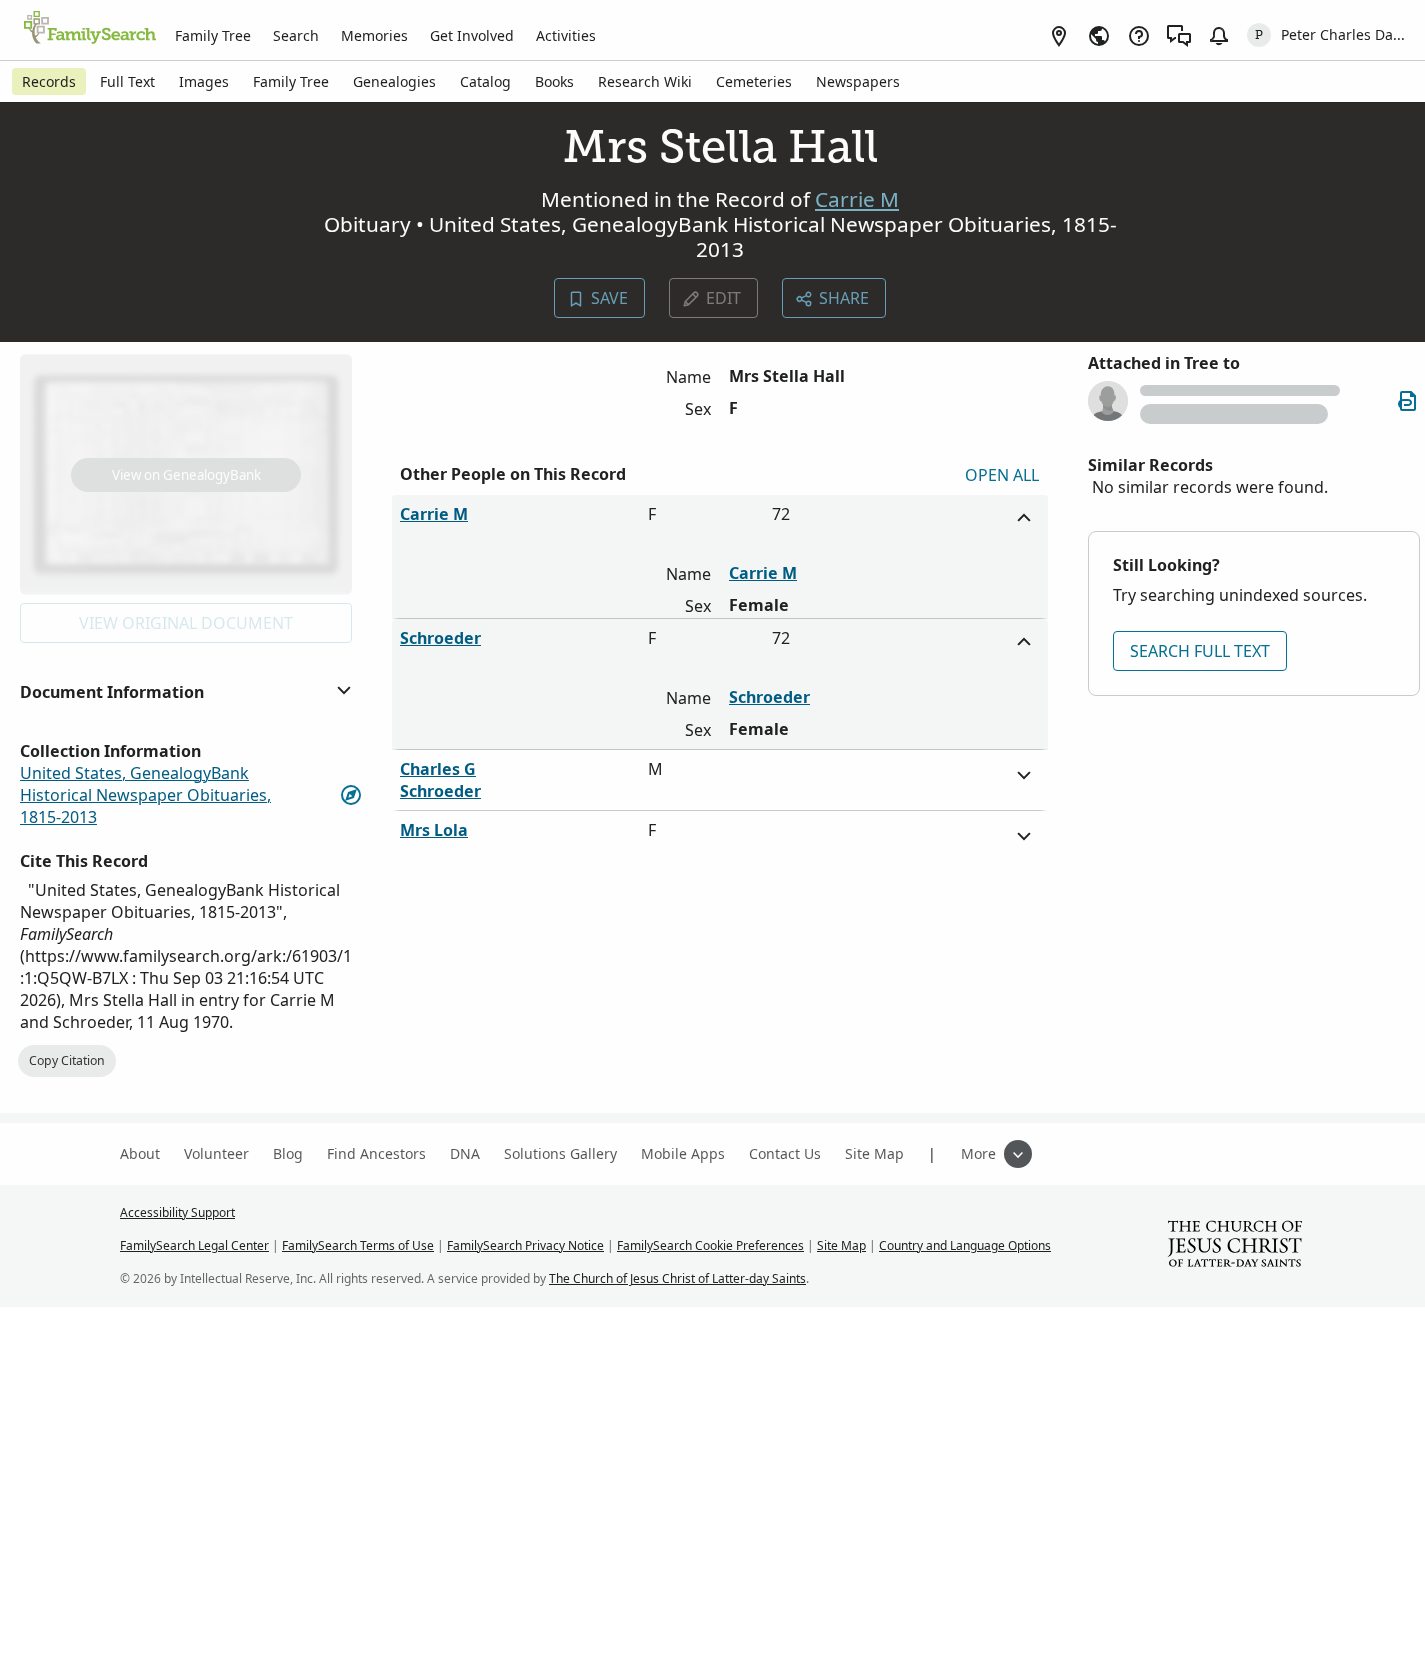 FamilySearch
Family Tree
Search
Memories
Get Involved
Activities
P
Peter Charles Da...
Records
Full Text
Images
Family Tree
Genealogies
Catalog
Books
Research Wiki
Cemeteries
Newspapers
Mrs Stella Hall
Mentioned in the Record of Carrie M
Obituary • United States, GenealogyBank Historical Newspaper Obituaries, 1815-
2013
SAVE
EDIT
SHARE
View on GenealogyBank
VIEW ORIGINAL DOCUMENT
Document Information
Collection Information
United States, GenealogyBank
Historical Newspaper Obituaries,
1815-2013
Cite This Record
"United States, GenealogyBank Historical
Newspaper Obituaries, 1815-2013",
FamilySearch
(https://www.familysearch.org/ark:/61903/1
:1:Q5QW-B7LX : Thu Sep 03 21:16:54 UTC
2026), Mrs Stella Hall in entry for Carrie M
and Schroeder, 11 Aug 1970.
Copy Citation
Name Mrs Stella Hall
Sex F
Other People on This Record
OPEN ALL
Carrie M F 72
Name Carrie M
Sex Female
Schroeder F 72
Name Schroeder
Sex Female
Charles G M
Schroeder
Mrs Lola F
Attached in Tree to
Similar Records
No similar records were found.
Still Looking?
Try searching unindexed sources.
SEARCH FULL TEXT
About
Volunteer
Blog
Find Ancestors
DNA
Solutions Gallery
Mobile Apps
Contact Us
Site Map
|
More
Accessibility Support
FamilySearch Legal Center | FamilySearch Terms of Use | FamilySearch Privacy Notice | FamilySearch Cookie Preferences | Site Map | Country and Language Options
© 2026 by Intellectual Reserve, Inc. All rights reserved. A service provided by The Church of Jesus Christ of Latter-day Saints.
THE CHURCH OF
JESUS CHRIST
OF LATTER-DAY SAINTS